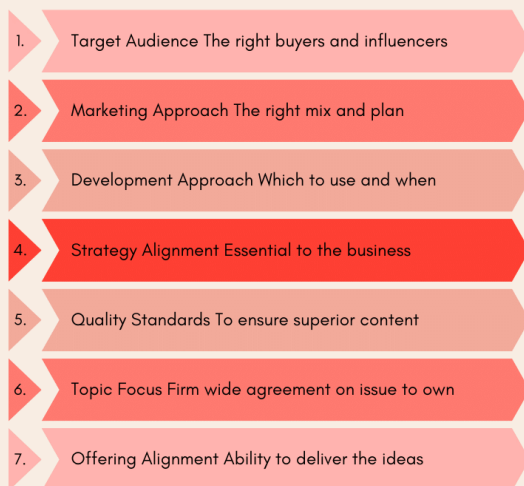 1. Target Audience The right buyers and influencers
2. Marketing Approach The right mix and plan
3. Development Approach Which to use and when
4. Strategy Alignment Essential to the business
5. Quality Standards To ensure superior content
6. Topic Focus Firm wide agreement on issue to own
7. Offering Alignment Ability to deliver the ideas